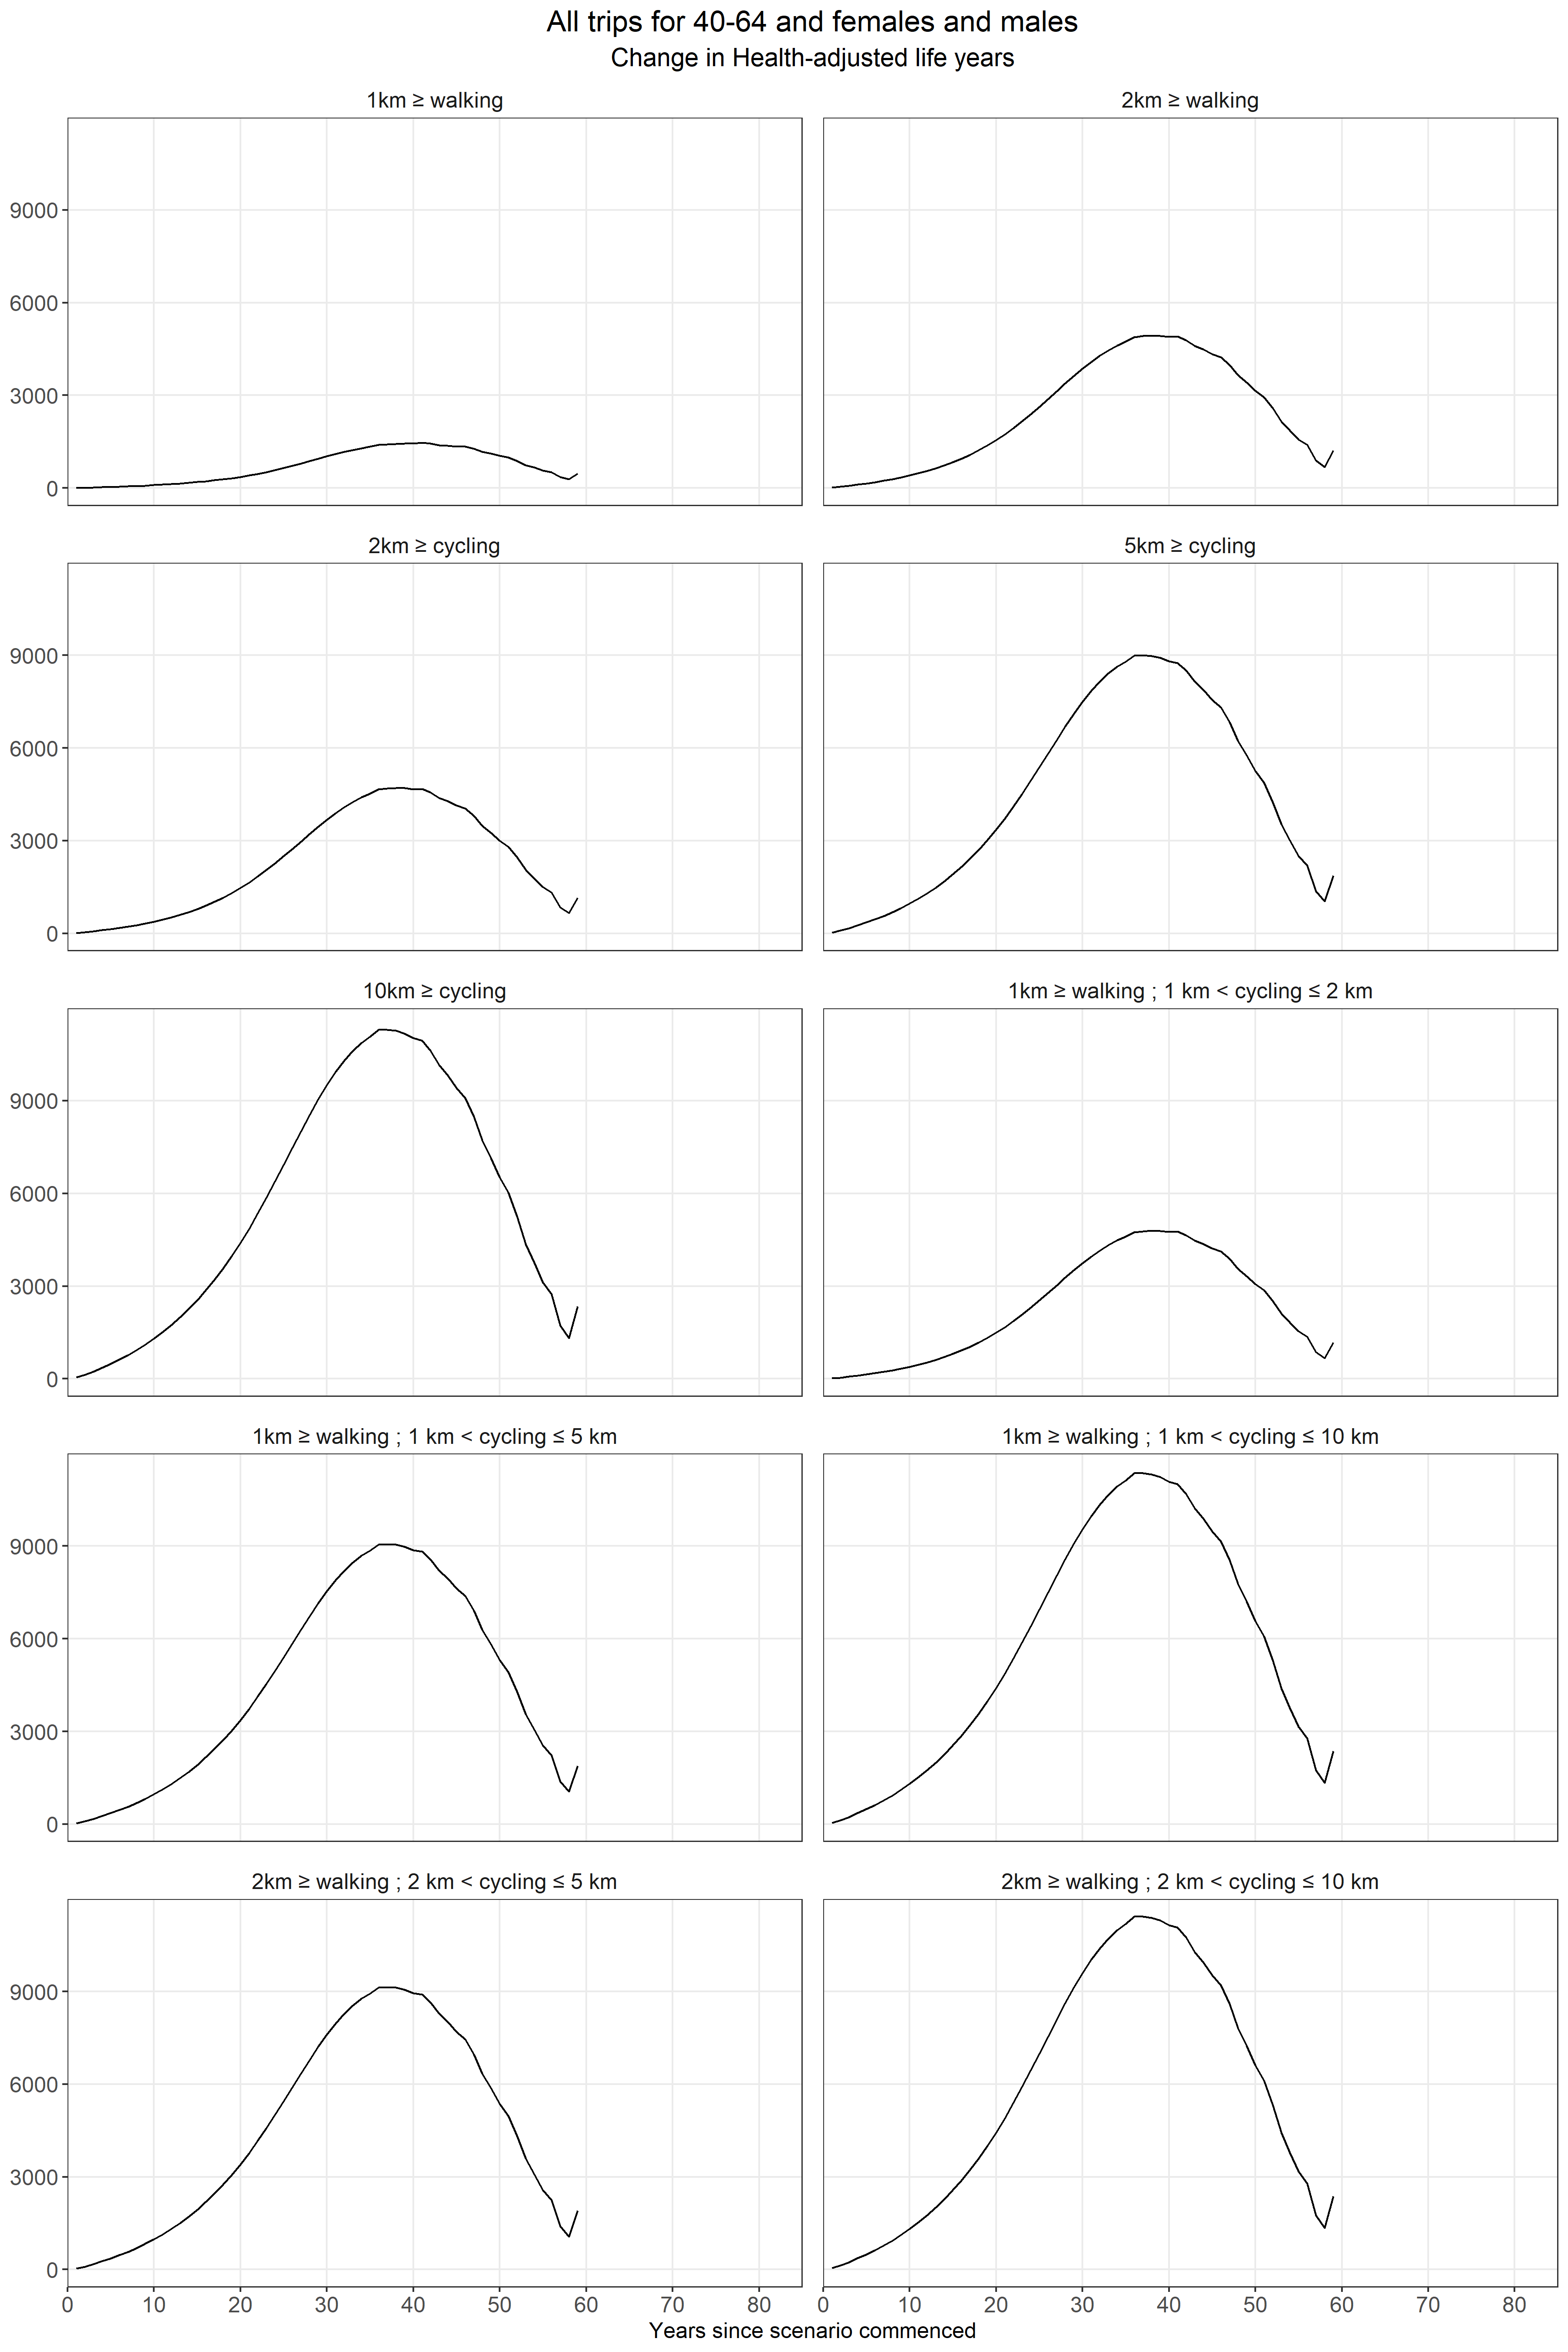 All trips for 40-64 and females and males
Change in Health-adjusted life years
1km ≥ walking
2km ≥ walking
9000
6000
3000
0
2km ≥ cycling
5km ≥ cycling
9000
6000
3000
0
10km ≥ cycling
1km ≥ walking ; 1 km < cycling ≤ 2 km
9000
6000
3000
0
1km ≥ walking ; 1 km < cycling ≤ 5 km
1km ≥ walking ; 1 km < cycling ≤ 10 km
9000
6000
3000
0
2km ≥ walking ; 2 km < cycling ≤ 5 km
2km ≥ walking ; 2 km < cycling ≤ 10 km
9000
6000
3000
0
0 10 20 30 40 50 60 70 80
0 10 20 30 40 50 60 70 80
Years since scenario commenced